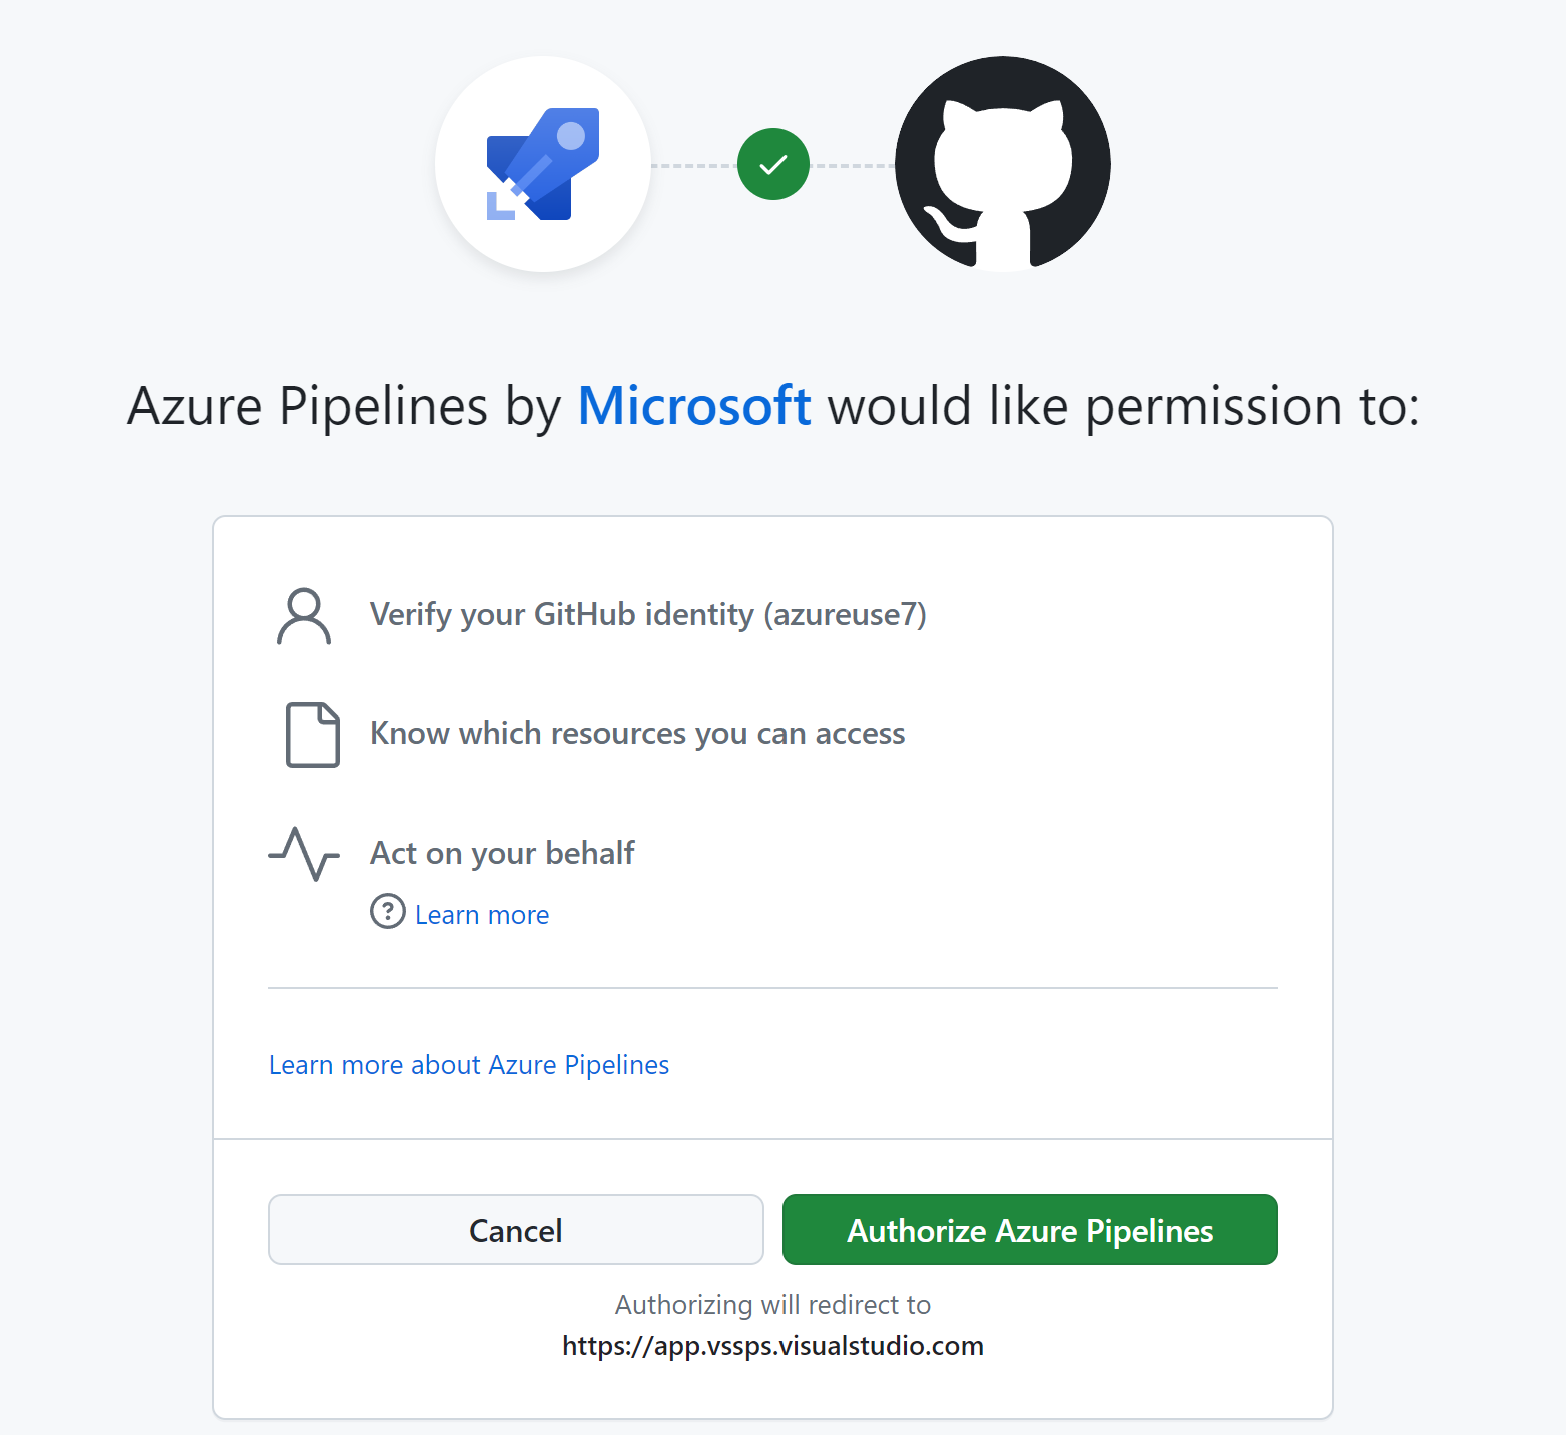 Azure Pipelines by Microsoft would like permission to:
Verify your GitHub identity (azureuse7)
Know which resources you can access
Act on your behalf
Learn more
Learn more about Azure Pipelines
Cancel
Authorize Azure Pipelines
Authorizing will redirect to
https://app.vssps.visualstudio.com